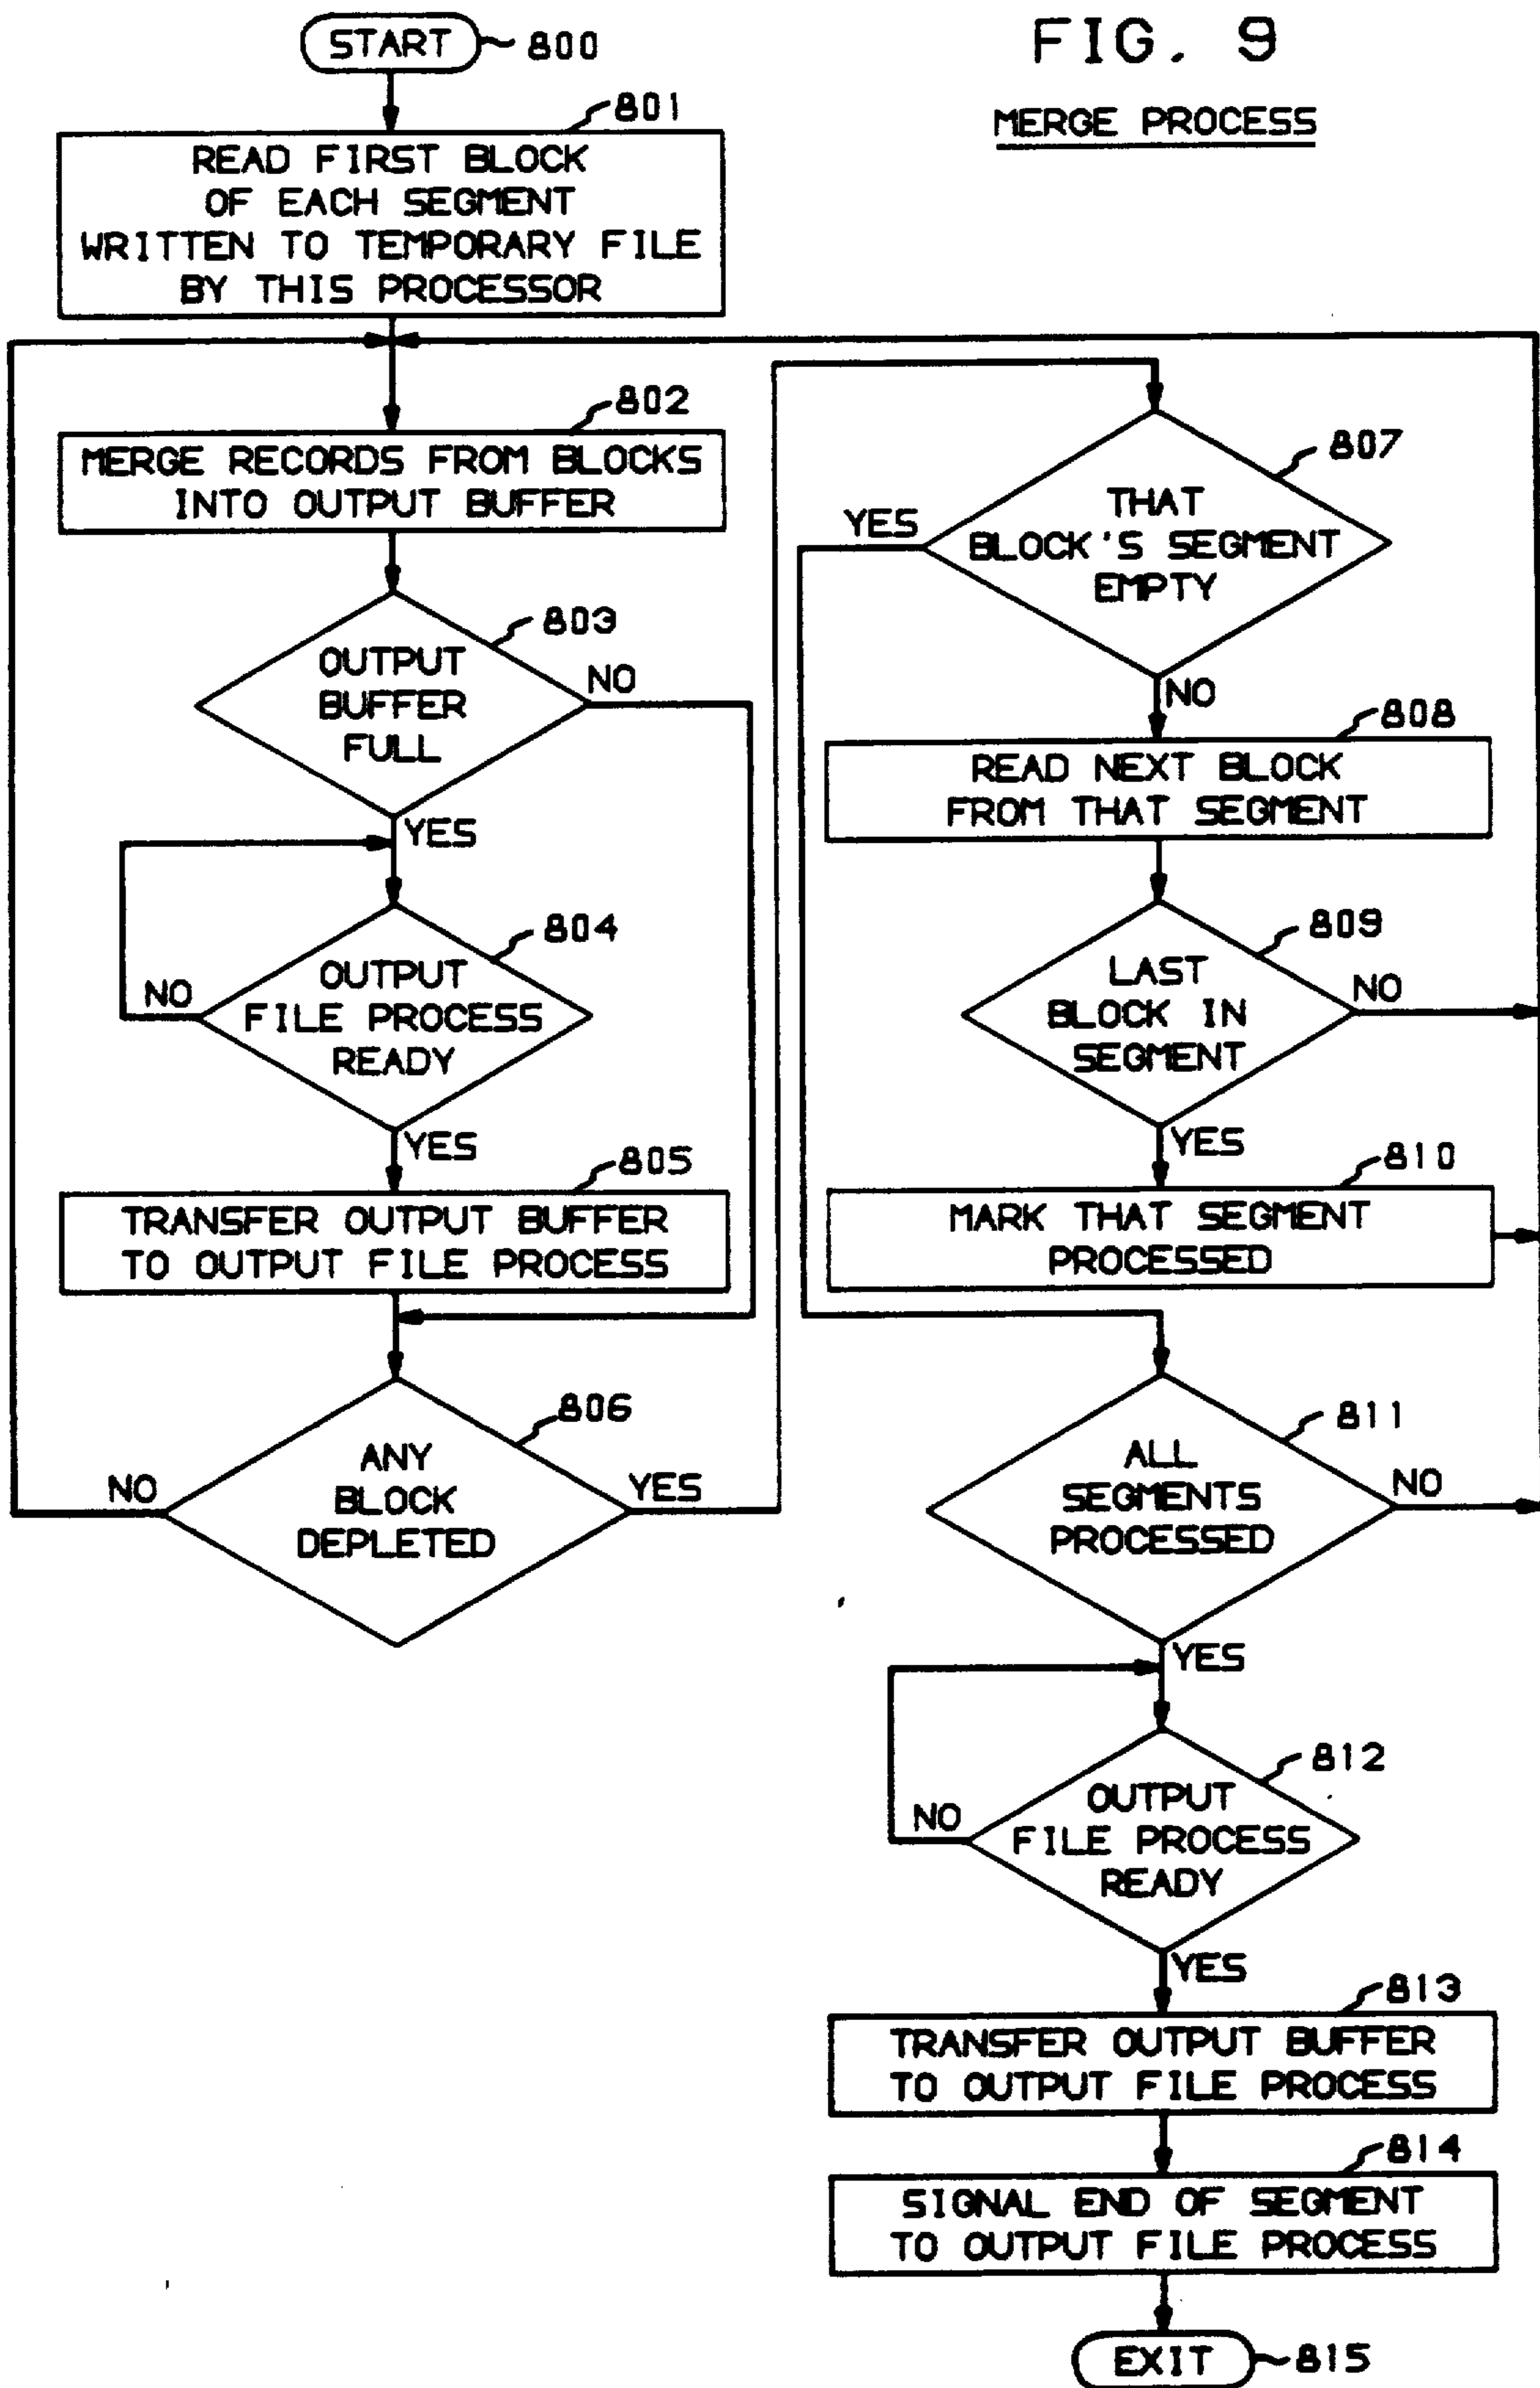 FIG. 9
MERGE PROCESS
START 800
801
READ FIRST BLOCK
OF EACH SEGMENT
WRITTEN TO TEMPORARY FILE
BY THIS PROCESSOR
802
MERGE RECORDS FROM BLOCKS
INTO OUTPUT BUFFER
803
OUTPUT
BUFFER
FULL
NO
YES
804
OUTPUT
FILE PROCESS
READY
NO
YES
805
TRANSFER OUTPUT BUFFER
TO OUTPUT FILE PROCESS
806
ANY
BLOCK
DEPLETED
NO
YES
807
THAT
BLOCK'S SEGMENT
EMPTY
YES
NO
808
READ NEXT BLOCK
FROM THAT SEGMENT
809
LAST
BLOCK IN
SEGMENT
NO
YES
810
MARK THAT SEGMENT
PROCESSED
811
ALL
SEGMENTS
PROCESSED
NO
YES
812
OUTPUT
FILE PROCESS
READY
NO
YES
813
TRANSFER OUTPUT BUFFER
TO OUTPUT FILE PROCESS
814
SIGNAL END OF SEGMENT
TO OUTPUT FILE PROCESS
EXIT 815